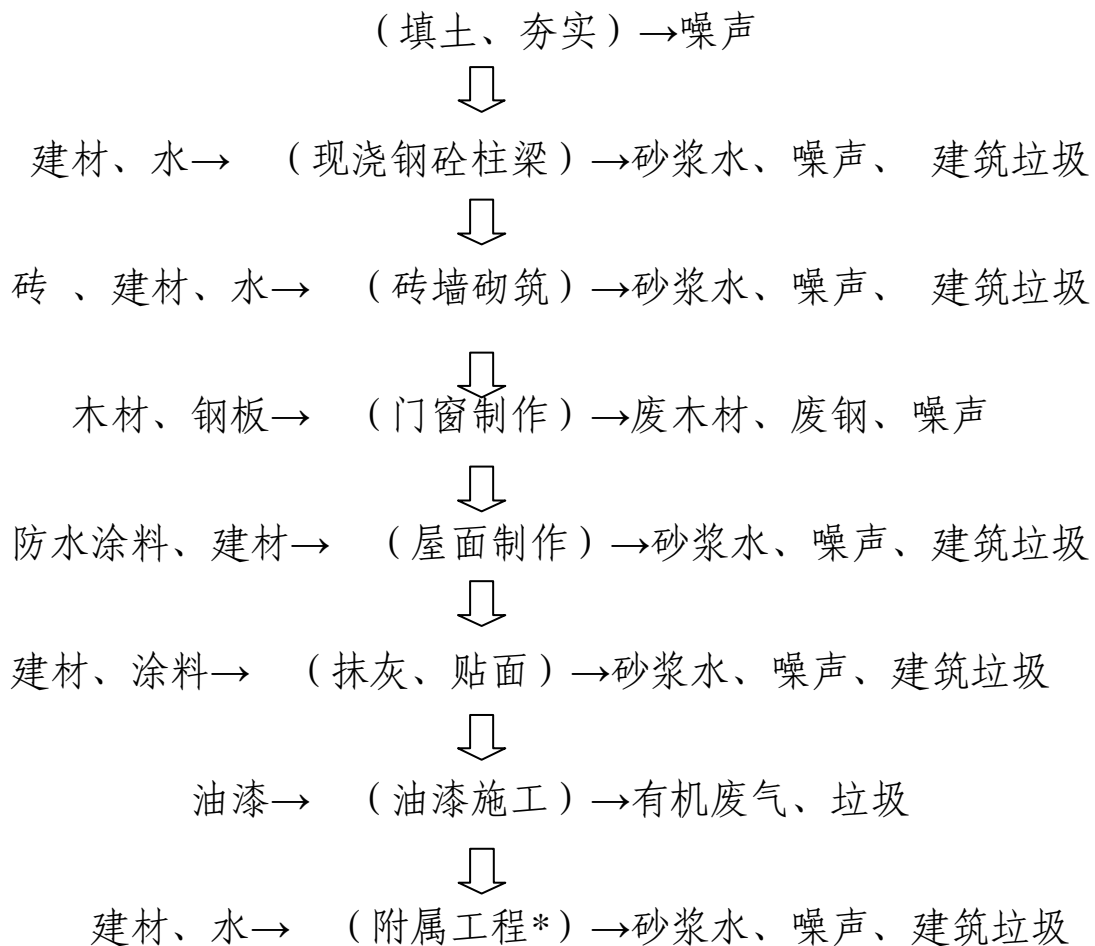 （填土、夯实）→噪声
建材、水→ （现浇钢砼柱梁）→砂浆水、噪声、 建筑垃圾
砖 、建材、水→ （砖墙砌筑）→砂浆水、噪声、 建筑垃圾
木材、钢板→ （门窗制作）→废木材、废钢、噪声
防水涂料、建材→ （屋面制作）→砂浆水、噪声、建筑垃圾
建材、涂料→ （抹灰、贴面）→砂浆水、噪声、建筑垃圾
油漆→ （油漆施工）→有机废气、垃圾
建材、水→ （附属工程*）→砂浆水、噪声、建筑垃圾